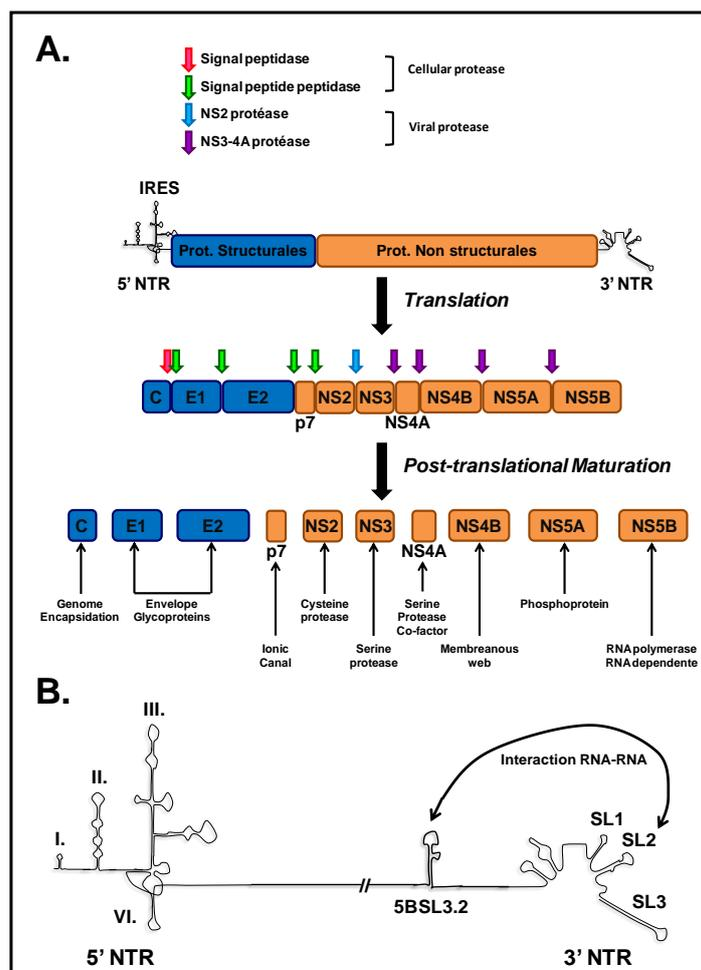 A.
Signal peptidase
Signal peptide peptidase
Cellular protease
NS2 protéase
NS3-4A protéase
Viral protease
IRES
Prot. Structurales
Prot. Non structurales
5’ NTR
3’ NTR
Translation
C
E1
E2
NS2
NS3
NS4B
NS5A
NS5B
p7
NS4A
Post-translational Maturation
C
E1
E2
NS2
NS3
NS4B
NS5A
NS5B
p7
NS4A
Genome
Encapsidation
Envelope
Glycoproteins
Cysteine
protease
Serine
Protease
Co-factor
Phosphoprotein
Ionic
Canal
Serine
protease
Membreanous
web
RNA polymerase
RNA dependente
B.
III.
Interaction RNA-RNA
II.
I.
SL1
SL2
SL3
5BSL3.2
VI.
5’ NTR
3’ NTR